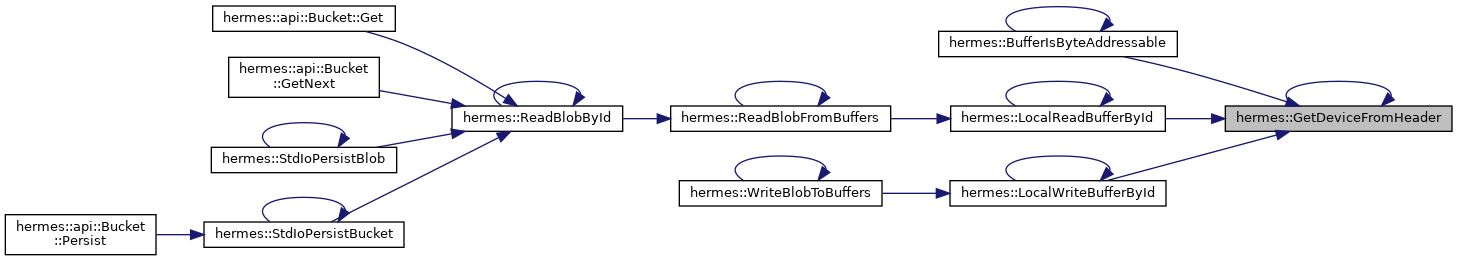 hermes::api::Bucket::Get
hermes::BufferIsByteAddressable
hermes::api::Bucket
::GetNext
hermes::ReadBlobById
hermes::ReadBlobFromBuffers
hermes::LocalReadBufferById
hermes::GetDeviceFromHeader
hermes::StdIoPersistBlob
hermes::WriteBlobToBuffers
hermes::LocalWriteBufferById
hermes::api::Bucket
::Persist
hermes::StdIoPersistBucket